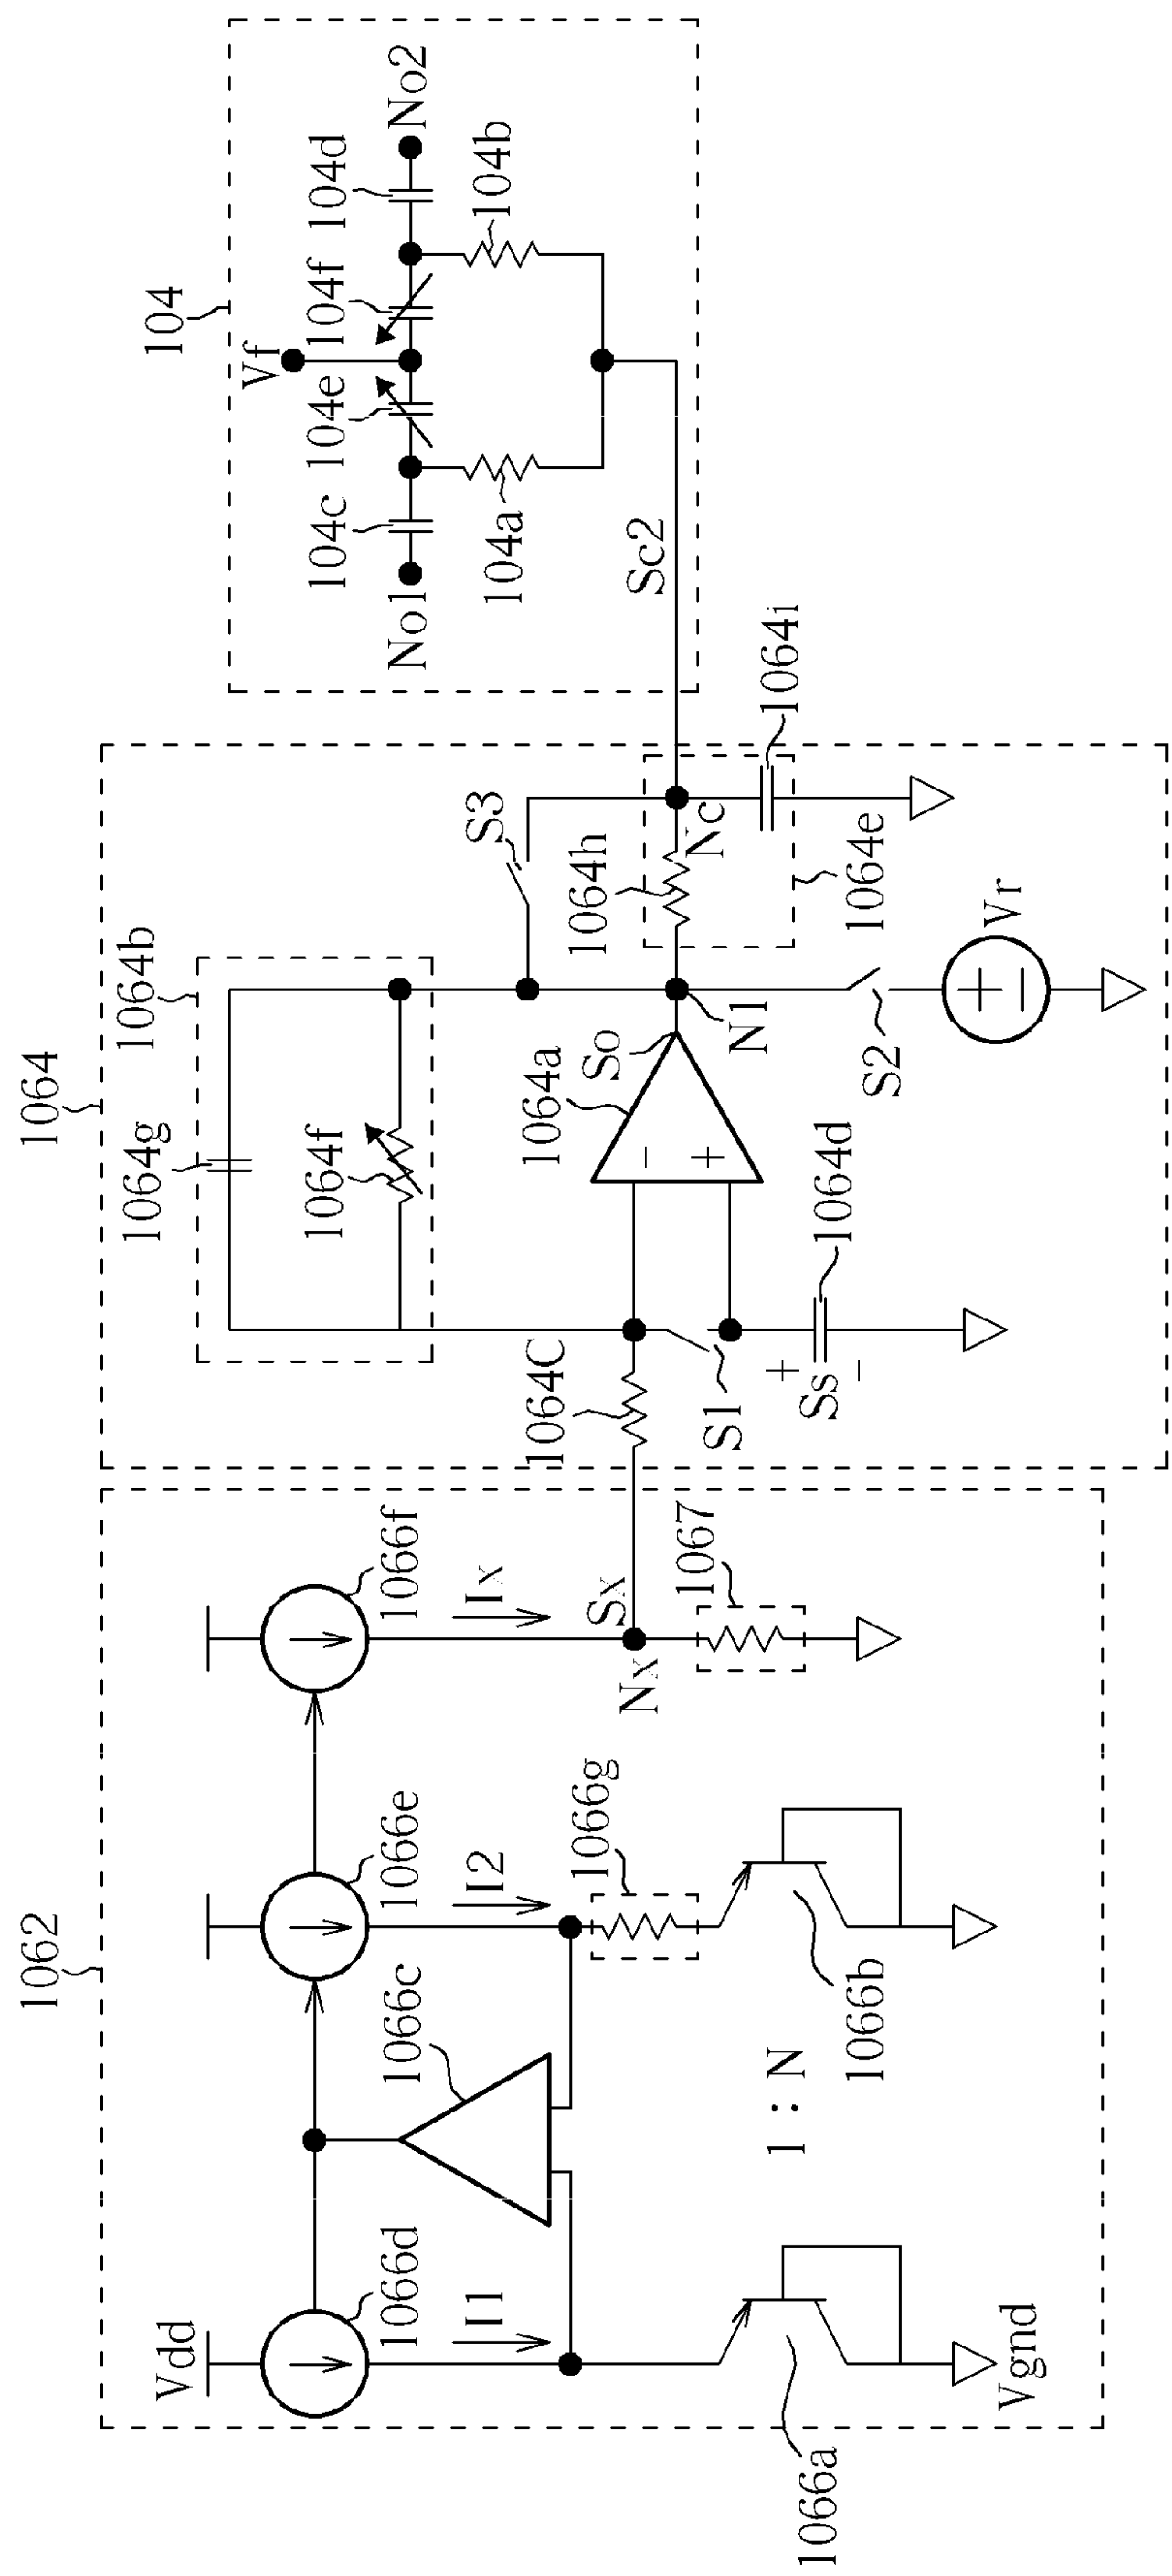 1062
Vdd
1066d
I1
1066c
1066e
I2
1066g
1066f
Ix
Sx
Nx
1067
1066a
Vgnd
1 : N
1066b
1064
1064b
1064g
1064f
1064C
S1
+
Ss
−
1064d
1064a
−
+
So
N1
S2
+
−
Vr
S3
1064h
Nc
1064e
1064i
Sc2
104
Vf
No1
104c
104e
104f
104d
No2
104a
104b